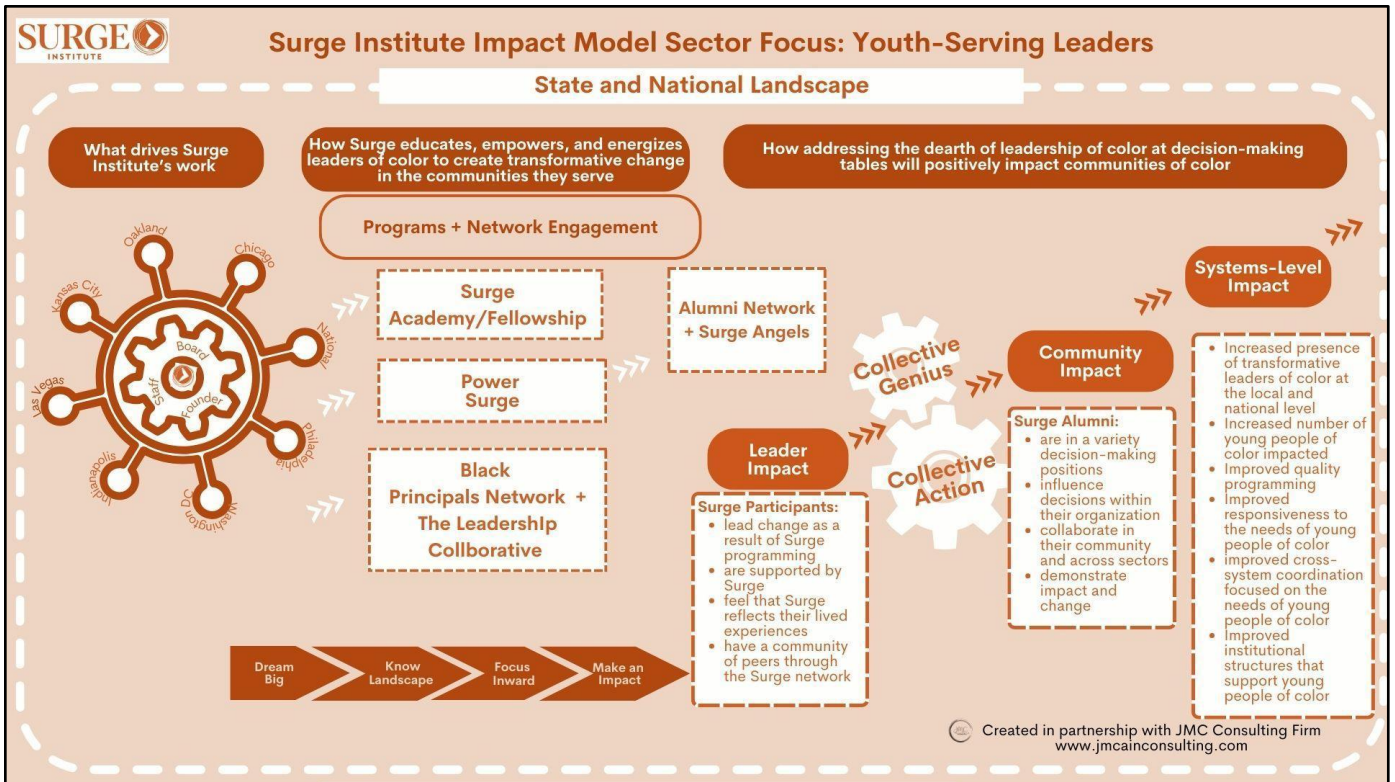 SURGE
INSTITUTE
Surge Institute Impact Model Sector Focus: Youth-Serving Leaders
State and National Landscape
What drives Surge
Institute's work
How Surge educates, empowers, and energizes
leaders of color to create transformative change
in the communities they serve
How addressing the dearth of leadership of color at decision-making
tables will positively impact communities of color
Programs + Network Engagement
Oakland
Chicago
National
Philadelphia
Washington DC
Indianapolis
Las Vegas
Kansas City
Board
Founder
Staff
Surge
Academy/Fellowship
Power
Surge
Black
Principals Network +
The LeadershIp
Collborative
Alumni Network
+ Surge Angels
Dream
Big
Know
Landscape
Focus
Inward
Make an
Impact
Leader
Impact
Surge Participants:
• lead change as a
result of Surge
programming
• are supported by
Surge
• feel that Surge
reflects their lived
experiences
• have a community
of peers through
the Surge network
Collective
Genius
Collective
Action
Community
Impact
Surge Alumni:
• are in a variety
decision-making
positions
• influence
decisions within
their organization
• collaborate in
their community
and across sectors
• demonstrate
impact and
change
Systems-Level
Impact
• Increased presence
of transformative
leaders of color at
the local and
national level
• Increased number of
young people of
color impacted
• Improved quality
programming
• Improved
responsiveness to
the needs of young
people of color
• improved cross-
system coordination
focused on the
needs of young
people of color
• Improved
institutional
structures that
support young
people of color
Created in partnership with JMC Consulting Firm
www.jmcainconsulting.com